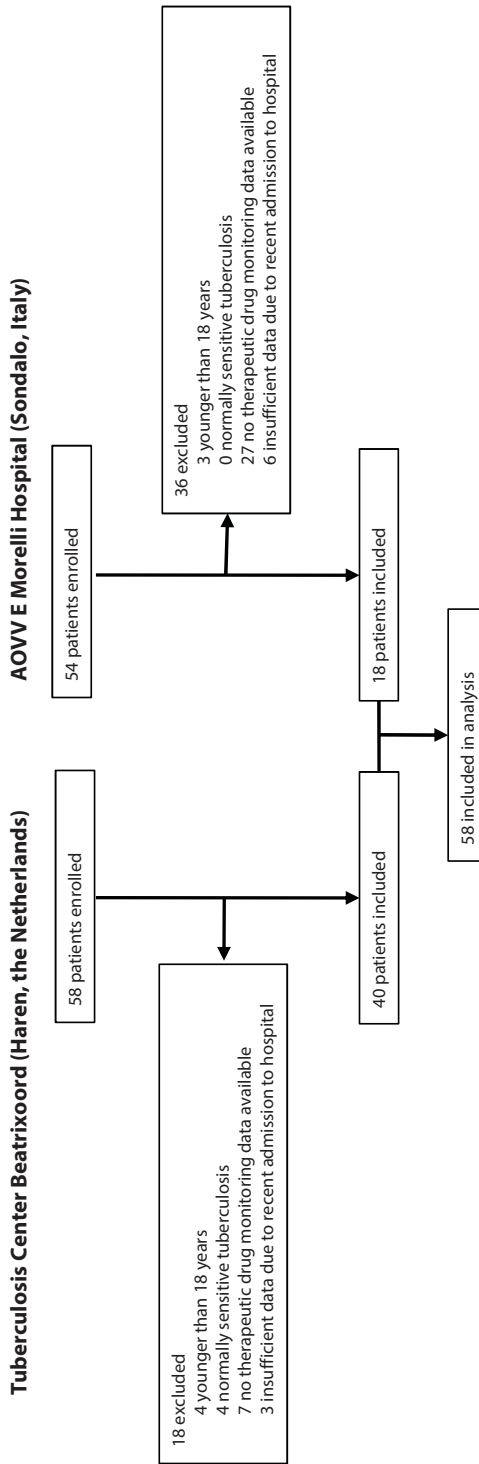 Tuberculosis Center Beatrixoord (Haren, the Netherlands)
58 patients enrolled
18 excluded
4 younger than 18 years
4 normally sensitive tuberculosis
7 no therapeutic drug monitoring data available
3 insufficient data due to recent admission to hospital
40 patients included
AOVV E Morelli Hospital (Sondalo, Italy)
54 patients enrolled
36 excluded
3 younger than 18 years
0 normally sensitive tuberculosis
27 no therapeutic drug monitoring data available
6 insufficient data due to recent admission to hospital
18 patients included
58 included in analysis